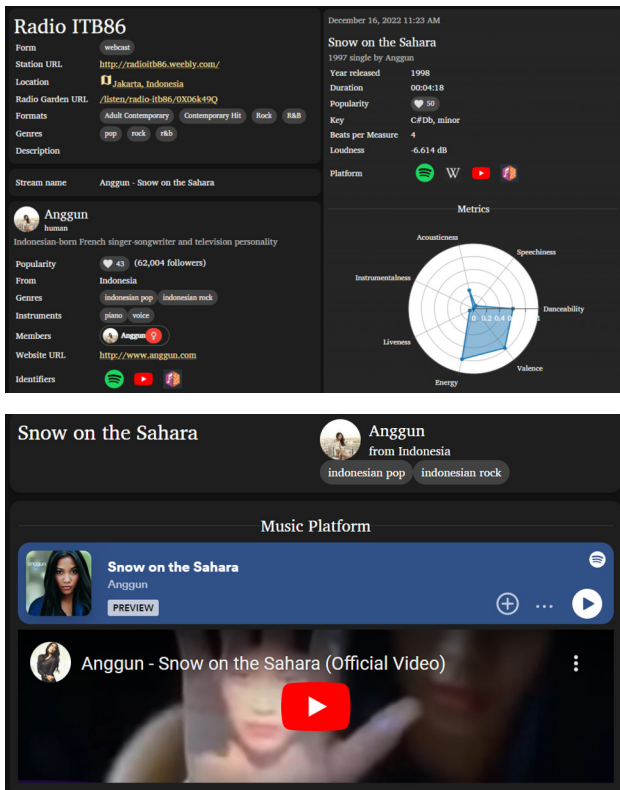 Radio ITB86
Form webcast
Station URL http://radioitb86.weebly.com/
Location Jakarta, Indonesia
Radio Garden URL /listen/radio-itb86/0X06k49Q
Formats Adult Contemporary Contemporary Hit Rock R&B
Genres pop rock r&b
Description
Stream name Anggun - Snow on the Sahara
Anggun
human
Indonesian-born French singer-songwriter and television personality
Popularity 43 (62,004 followers)
From Indonesia
Genres indonesian pop indonesian rock
Instruments piano voice
Members Anggun
Website URL http://www.anggun.com
Identifiers
December 16, 2022 11:23 AM
Snow on the Sahara
1997 single by Anggun
Year released 1998
Duration 00:04:18
Popularity 50
Key C#Db, minor
Beats per Measure 4
Loudness -6.614 dB
Platform W
Metrics
Acousticness
Speechiness
Instrumentalness
Danceability
0 0.2 0.4 1
Liveness
Valence
Energy
Snow on the Sahara
Anggun
from Indonesia
indonesian pop indonesian rock
Music Platform
Snow on the Sahara
Anggun
PREVIEW
Anggun - Snow on the Sahara (Official Video)